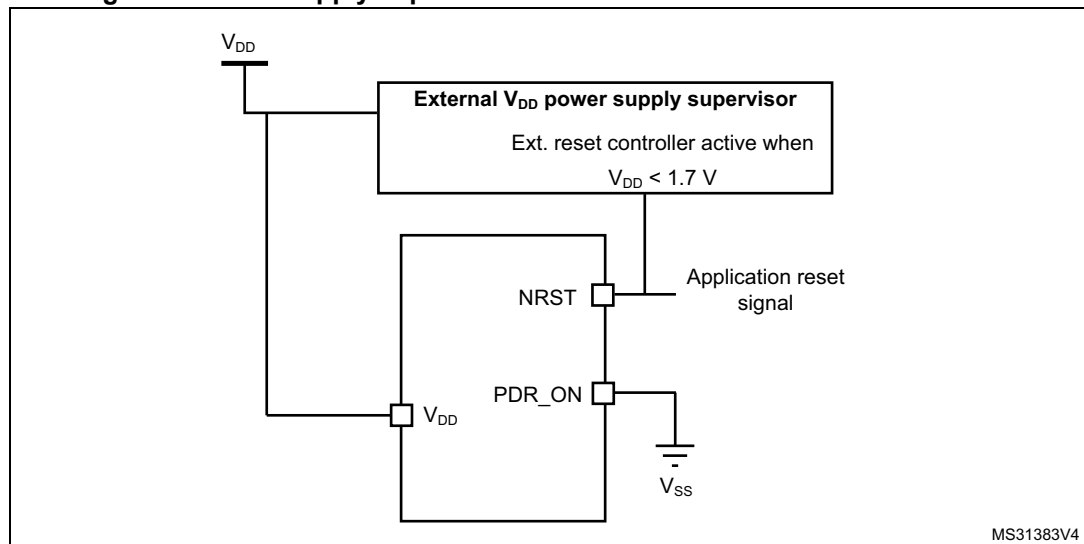 V_DD
External V_DD power supply supervisor
Ext. reset controller active when
V_DD < 1.7 V
NRST
Application reset
signal
PDR_ON
V_DD
V_SS
MS31383V4